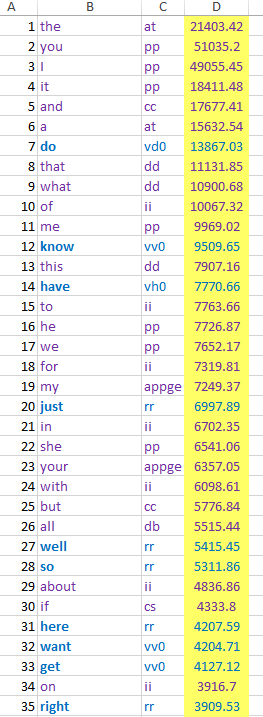 A B C D
1 the at 21403.42
2 you pp 51035.2
3 I pp 49055.45
4 it pp 18411.48
5 and cc 17677.41
6 a at 15632.54
7 do vd0 13867.03
8 that dd 11131.85
9 what dd 10900.68
10 of ii 10067.32
11 me pp 9969.02
12 know vv0 9509.65
13 this dd 7907.16
14 have vh0 7770.66
15 to ii 7763.66
16 he pp 7726.87
17 we pp 7652.17
18 for ii 7319.81
19 my appge 7249.37
20 just rr 6997.89
21 in ii 6702.35
22 she pp 6541.06
23 your appge 6357.05
24 with ii 6098.61
25 but cc 5776.84
26 all db 5515.44
27 well rr 5415.45
28 so rr 5311.86
29 about ii 4836.86
30 if cs 4333.8
31 here rr 4207.59
32 want vv0 4204.71
33 get vv0 4127.12
34 on ii 3916.7
35 right rr 3909.53